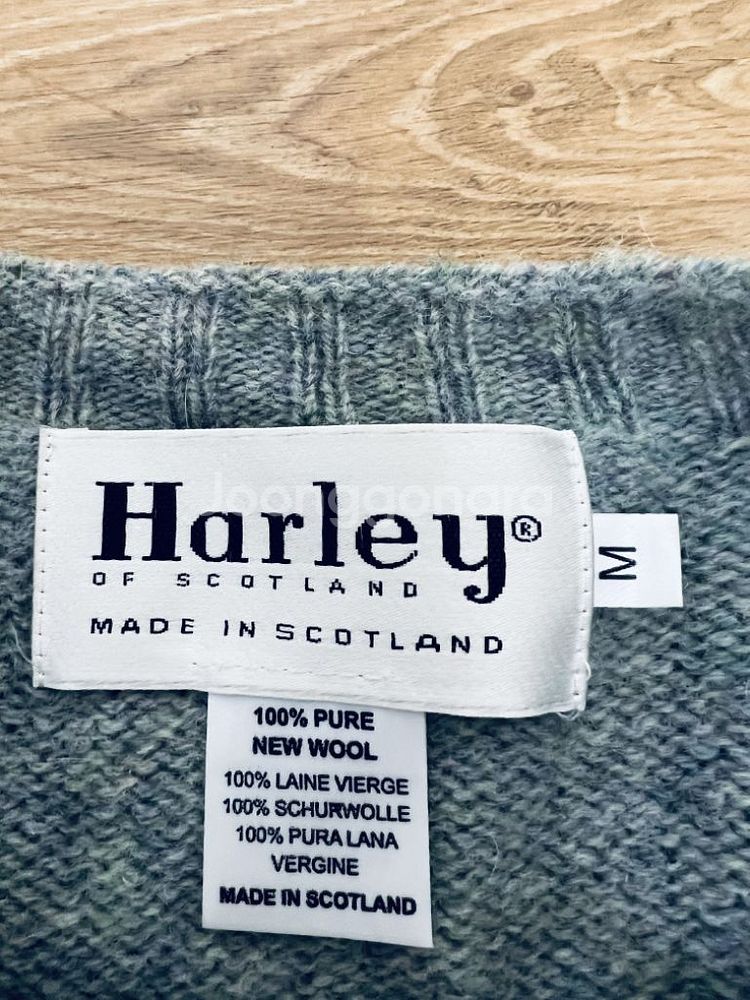 Harley®
OF SCOTLAND
MADE IN SCOTLAND
M
100% PURE
NEW WOOL
100% LAINE VIERGE
100% SCHURWOLLE
100% PURA LANA
VERGINE
MADE IN SCOTLAND